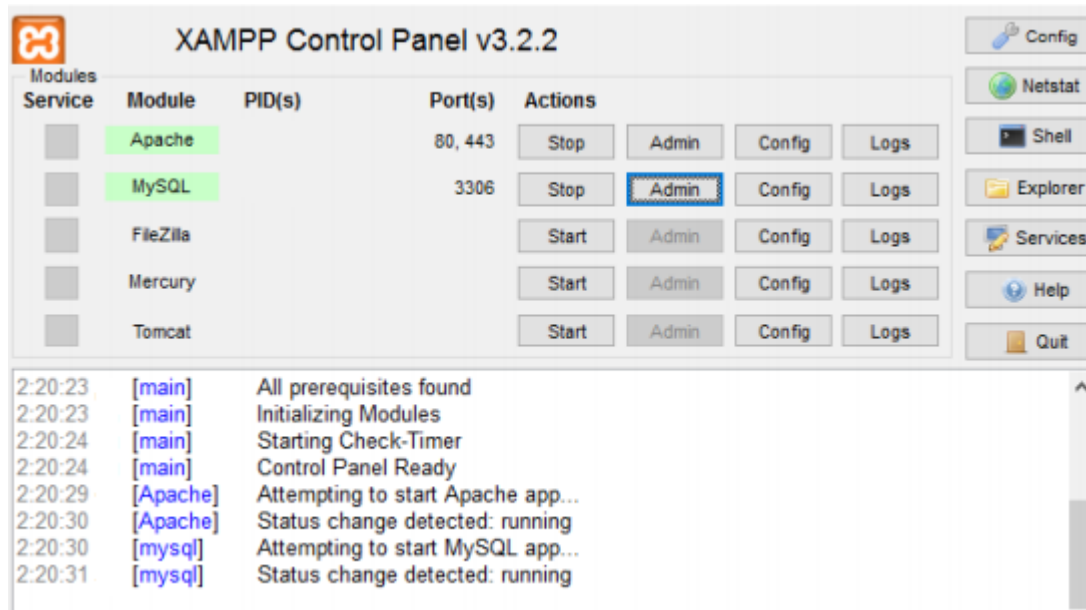 XAMPP Control Panel v3.2.2
Config
Modules
Service Module PID(s) Port(s) Actions
Netstat
Apache 80, 443 Stop Admin Config Logs
Shell
MySQL 3306 Stop Admin Config Logs
Explorer
FileZilla Start Admin Config Logs
Services
Mercury Start Admin Config Logs
Help
Tomcat Start Admin Config Logs
Quit
2:20:23 [main] All prerequisites found
2:20:23 [main] Initializing Modules
2:20:24 [main] Starting Check-Timer
2:20:24 [main] Control Panel Ready
2:20:29 [Apache] Attempting to start Apache app...
2:20:30 [Apache] Status change detected: running
2:20:30 [mysql] Attempting to start MySQL app...
2:20:31 [mysql] Status change detected: running